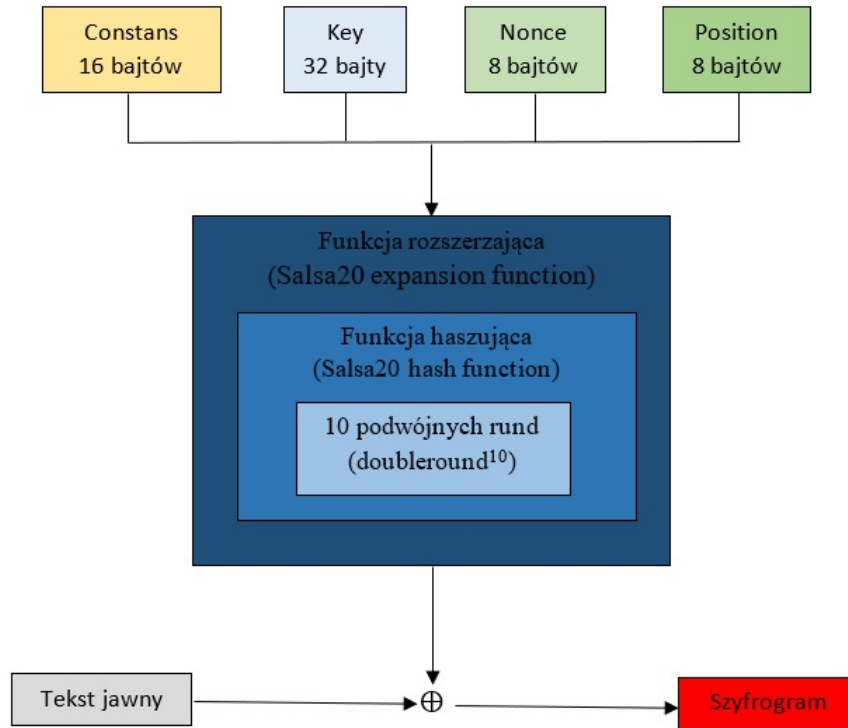 Constans
16 bajtów
Key
32 bajty
Nonce
8 bajtów
Position
8 bajtów
Funkcja rozszerzająca
(Salsa20 expansion function)
Funkcja haszująca
(Salsa20 hash function)
10 podwójnych rund
(doubleround¹⁰)
Tekst jawny
⊕
Szyfrogram